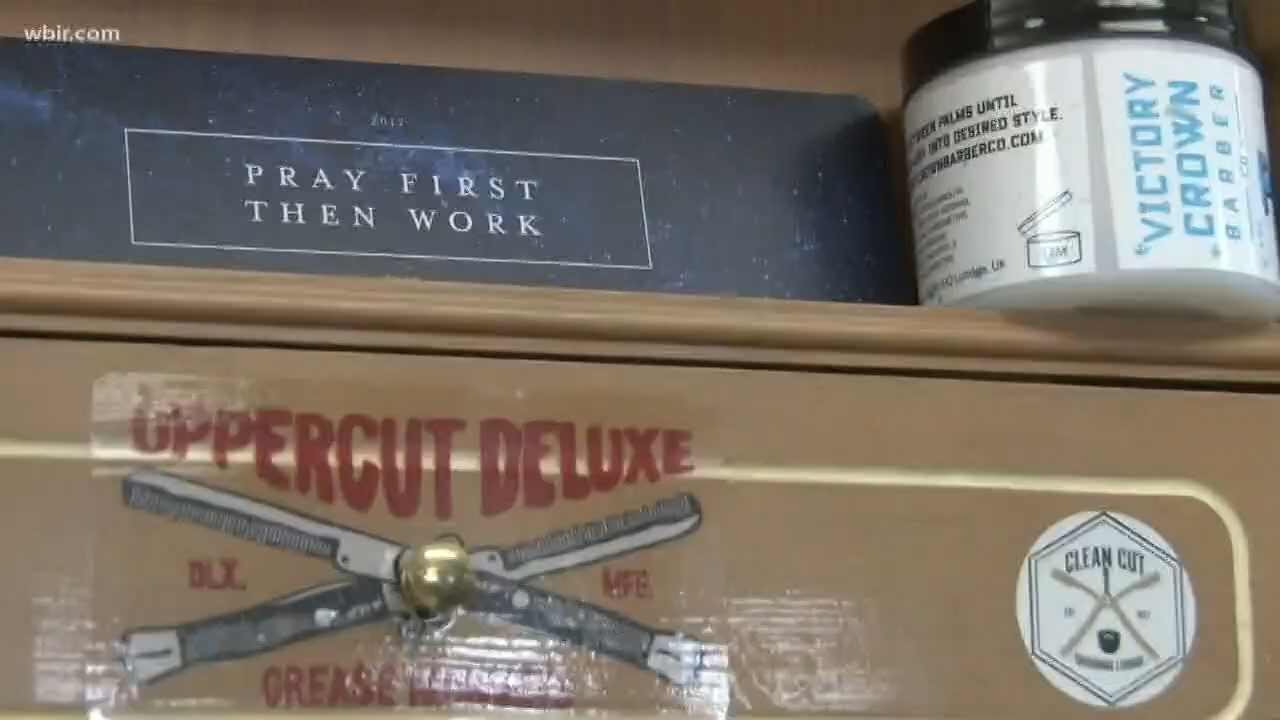 wbir.com
2017
PRAY FIRST
THEN WORK
PALMS UNTIL
INTO DESIRED STYLE.
VICTORY
CROWN
BARBER
CO.
UPPERCUT DELUXE
DLX.
MFG.
GREASE
CLEAN CUT